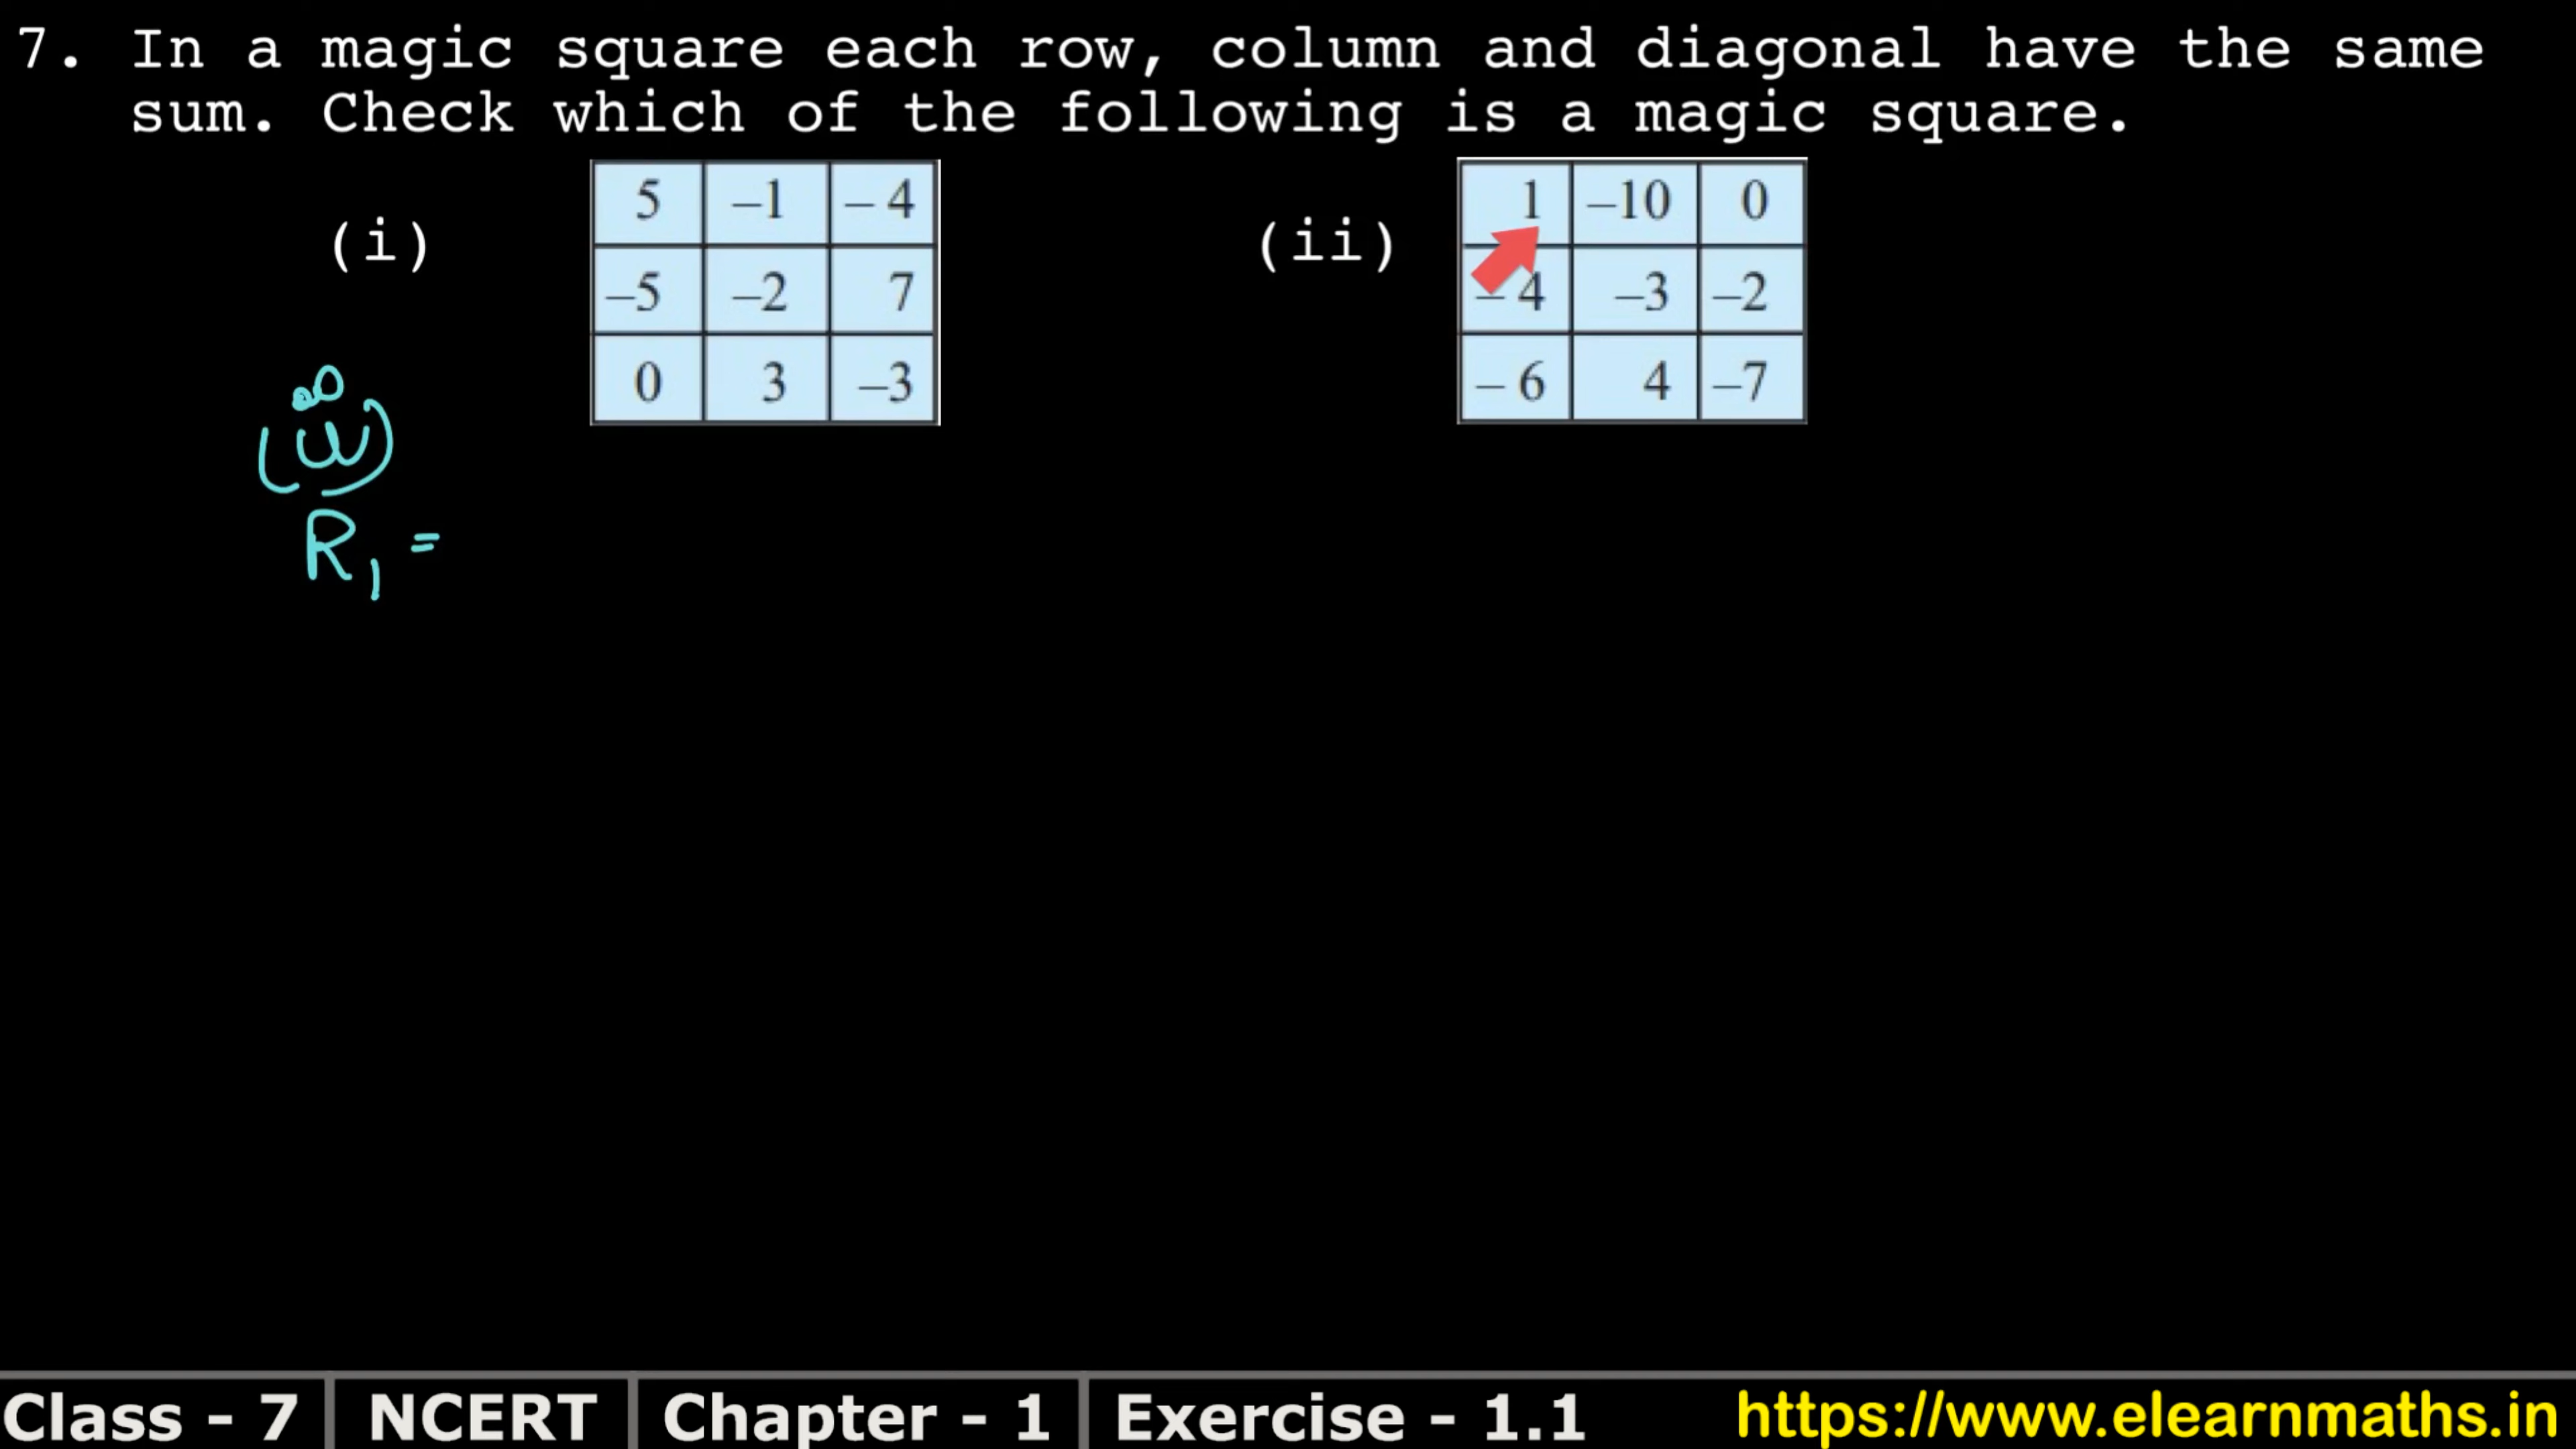 7. In a magic square each row, column and diagonal have the same
sum. Check which of the following is a magic square.
(i)
5 –1 – 4
–5 –2 7
0 3 –3
(ii)
1 –10 0
– 4 –3 –2
– 6 4 –7
(ii)
R₁ =
Class - 7 NCERT Chapter - 1 Exercise - 1.1 https://www.elearnmaths.in